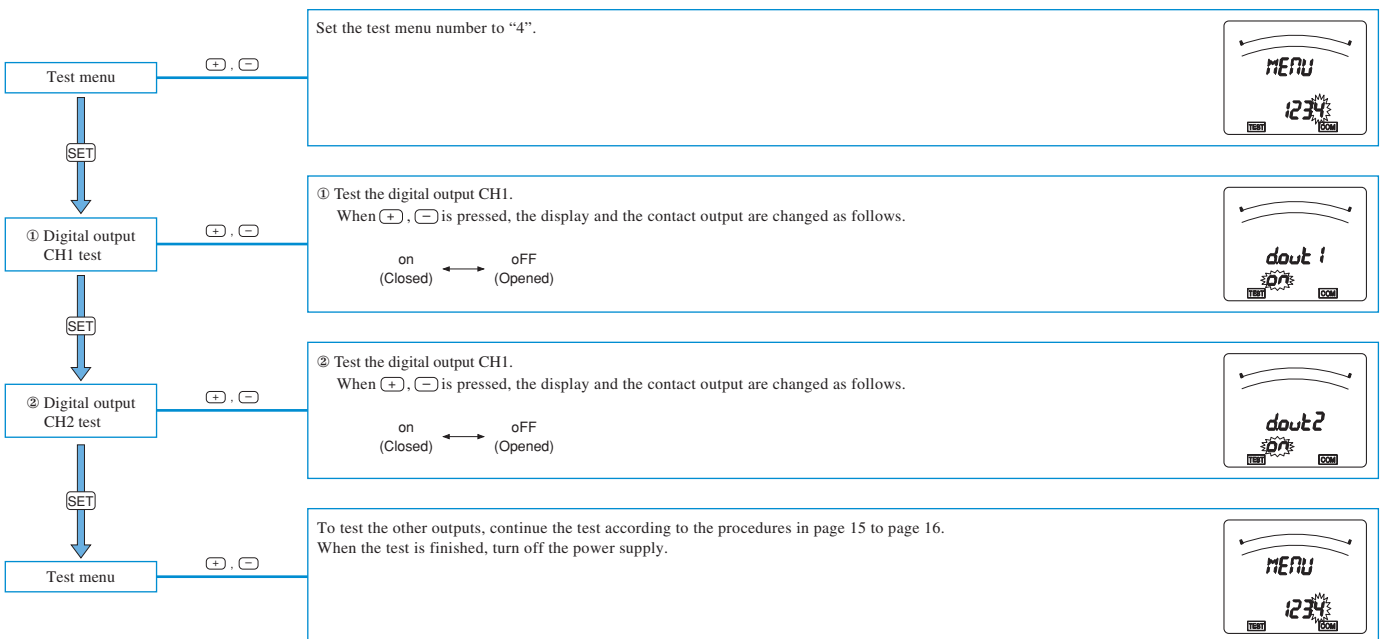 Set the test menu number to “4”.
Test menu
+ , −
MENU
1234
TEST COM
SET
① Test the digital output CH1.
When + , − is pressed, the display and the contact output are changed as follows.
① Digital output
CH1 test
+ , −
on oFF
(Closed) (Opened)
d.out 1
on
TEST COM
SET
② Test the digital output CH1.
When + , − is pressed, the display and the contact output are changed as follows.
② Digital output
CH2 test
+ , −
on oFF
(Closed) (Opened)
d.out2
on
TEST COM
SET
To test the other outputs, continue the test according to the procedures in page 15 to page 16.
When the test is finished, turn off the power supply.
Test menu
+ , −
MENU
1234
TEST COM